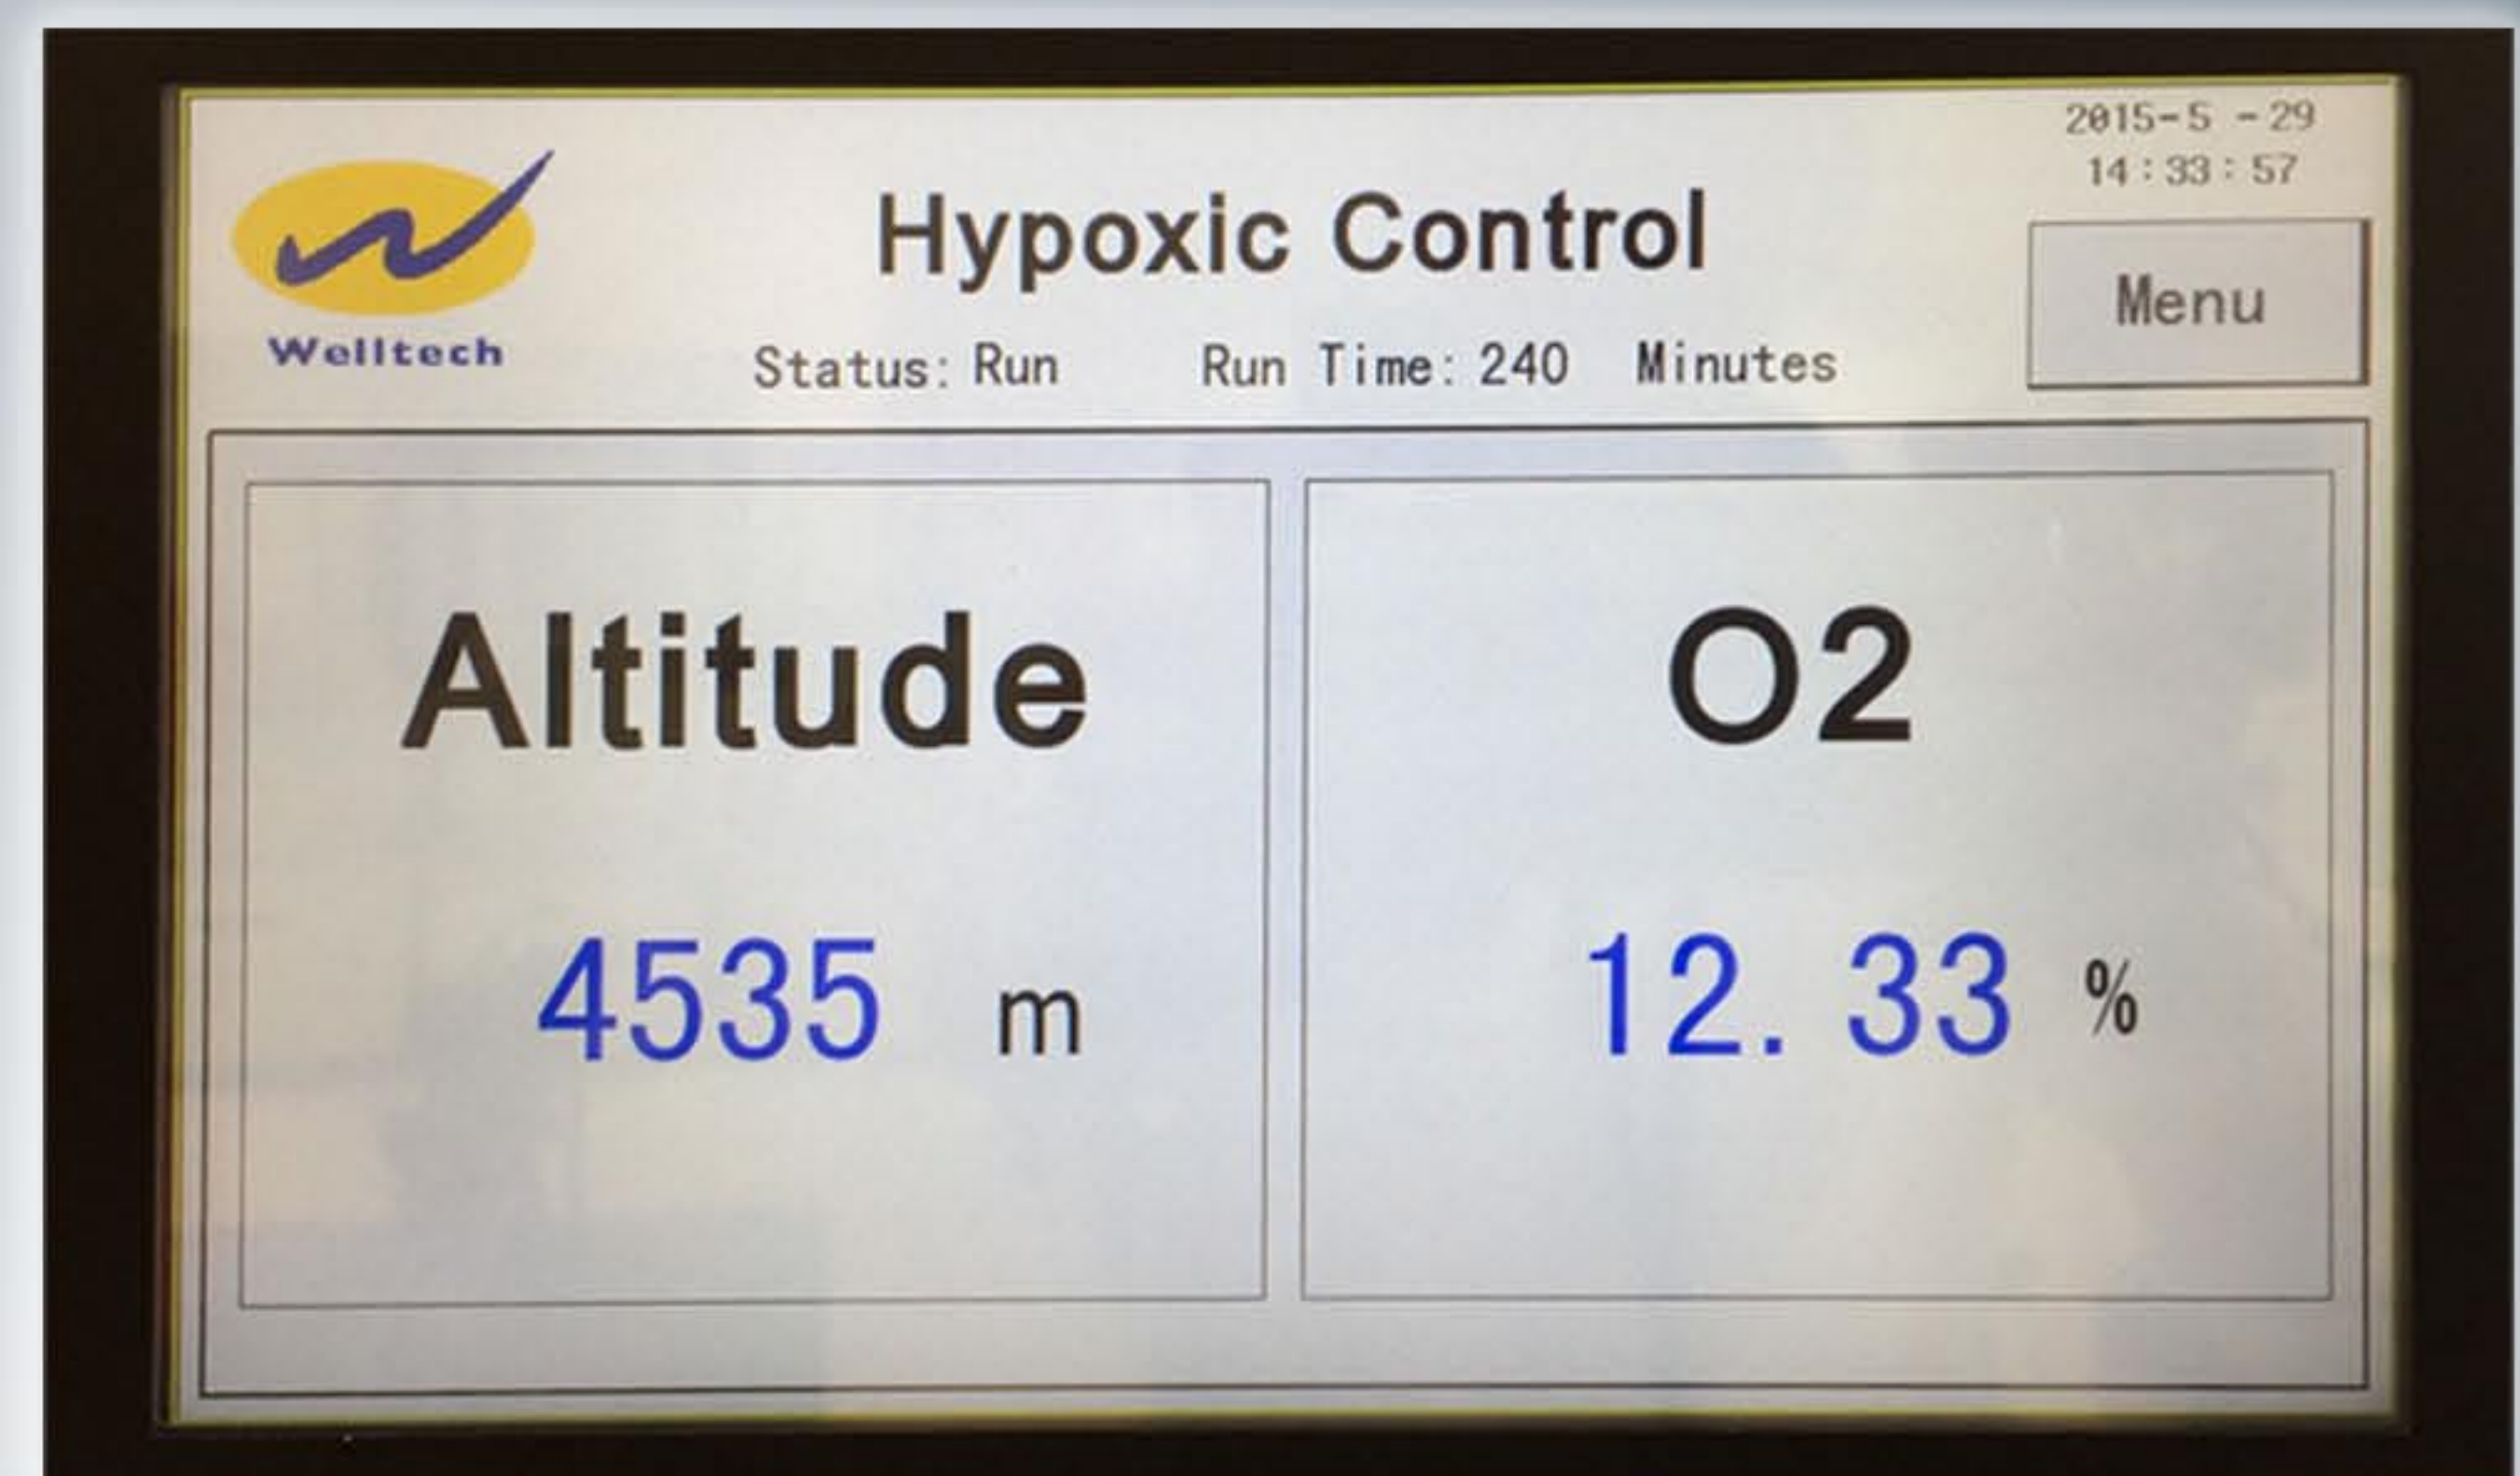 2015-5 -29
14:33:57
Hypoxic Control
Menu
Welltech
Status: Run Run Time: 240 Minutes
Altitude
4535 m
O2
12.33 %